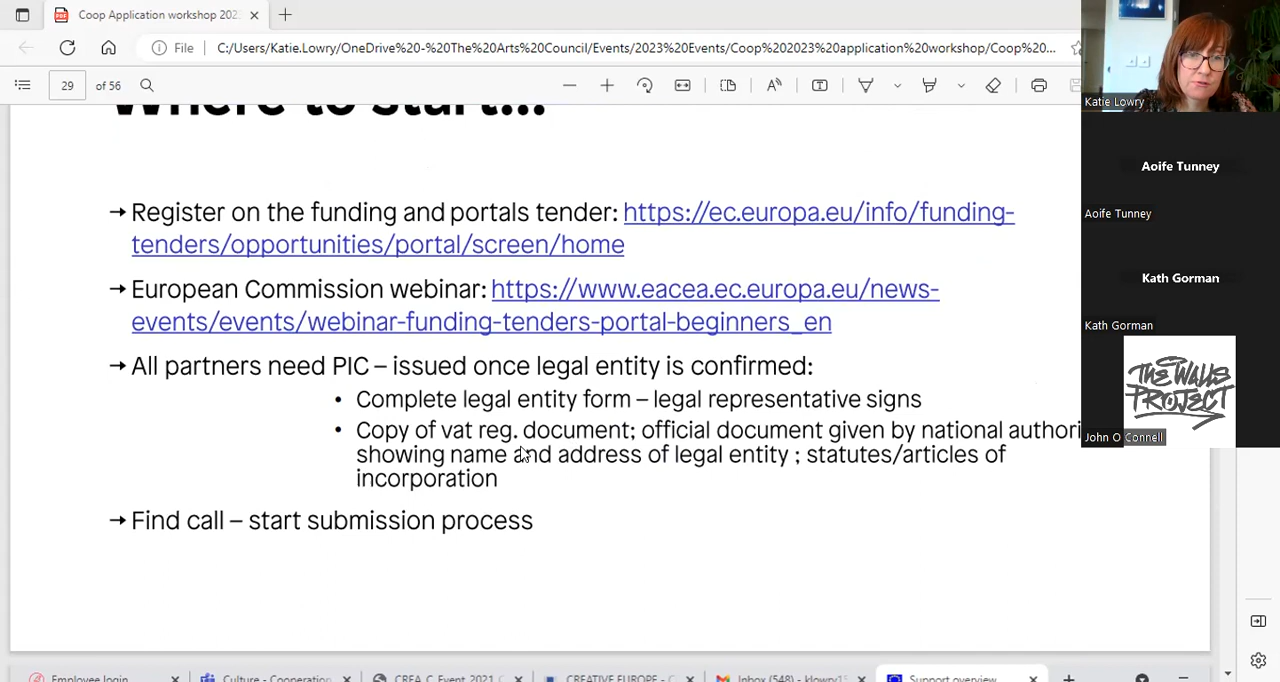 Coop Application workshop 202
File
C:/Users/Katie.Lowry/OneDrive%20-%20The%20Arts%20Council/Events/2023%20Events/Coop%202023%20application%20workshop/Coop%20...
29 of 56
Where to start...
→ Register on the funding and portals tender: https://ec.europa.eu/info/funding-
tenders/opportunities/portal/screen/home
→ European Commission webinar: https://www.eacea.ec.europa.eu/news-
events/events/webinar-funding-tenders-portal-beginners_en
→ All partners need PIC – issued once legal entity is confirmed:
• Complete legal entity form – legal representative signs
• Copy of vat reg. document; official document given by national authori
showing name and address of legal entity ; statutes/articles of
incorporation
→ Find call – start submission process
Katie Lowry
Aoife Tunney
Aoife Tunney
Kath Gorman
Kath Gorman
THE WALLS
PROJECT
John O Connell
Employee login
Culture - Cooperation
CREA_C_Event_2021_C
CREATIVE EUROPE - C
Inbox (548) - klowry15
Support overview